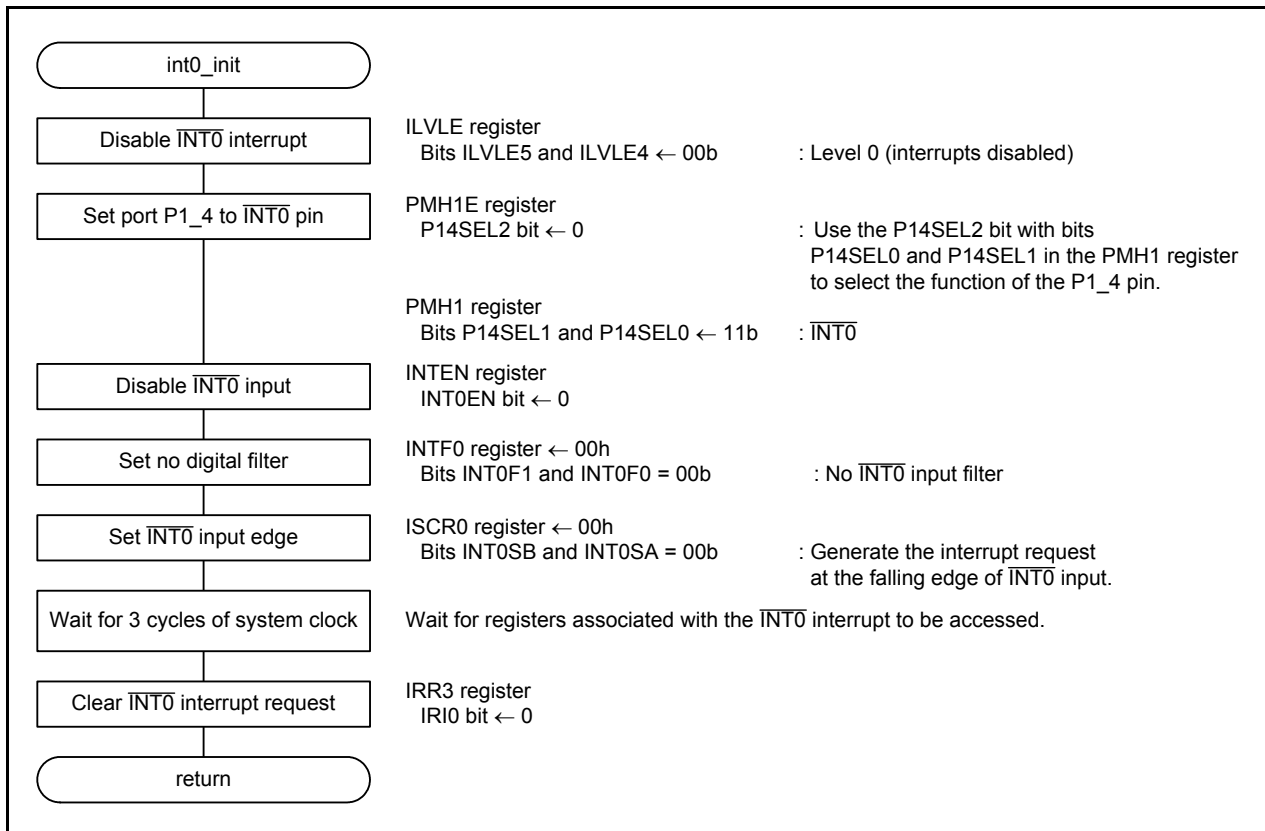 int0_init
Disable INT0 interrupt
ILVLE register
Bits ILVLE5 and ILVLE4 ← 00b : Level 0 (interrupts disabled)
Set port P1_4 to INT0 pin
PMH1E register
P14SEL2 bit ← 0 : Use the P14SEL2 bit with bits
P14SEL0 and P14SEL1 in the PMH1 register
to select the function of the P1_4 pin.
PMH1 register
Bits P14SEL1 and P14SEL0 ← 11b : INT0
Disable INT0 input
INTEN register
INT0EN bit ← 0
Set no digital filter
INTF0 register ← 00h
Bits INT0F1 and INT0F0 = 00b : No INT0 input filter
Set INT0 input edge
ISCR0 register ← 00h
Bits INT0SB and INT0SA = 00b : Generate the interrupt request
at the falling edge of INT0 input.
Wait for 3 cycles of system clock
Wait for registers associated with the INT0 interrupt to be accessed.
Clear INT0 interrupt request
IRR3 register
IRI0 bit ← 0
return